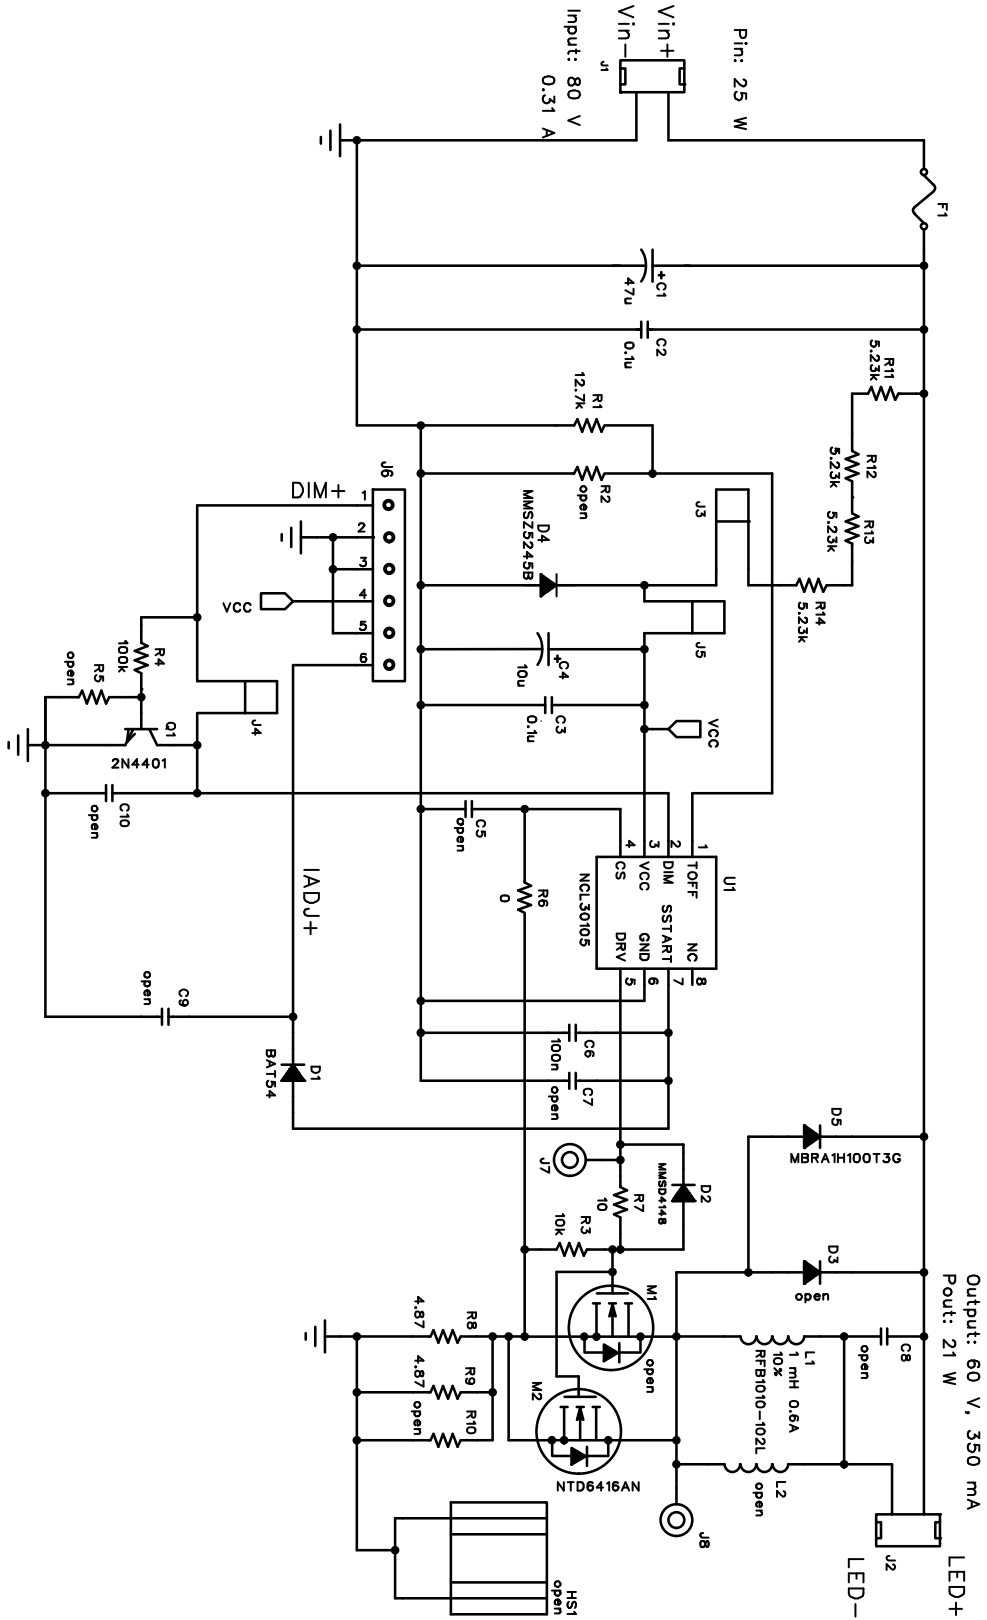 Pin: 25 W
Vin+
Vin-
Input: 80 V
0.31 A
J1
F1
+C1
47u
C2
0.1u
R11
5.23k
R12
5.23k
R13
5.23k
R14
5.23k
R1
12.7k
R2
open
J3
D4
MMSZ5245B
J5
+C4
10u
C3
0.1u
VCC
J6
DIM+
1
2
3
4
5
6
VCC
R4
100k
R5
open
J4
Q1
2N4401
C10
open
C5
open
R6
0
U1
NCL30105
1
2
3
4
TOFF
DIM
VCC
CS
NC
SSTART
GND
DRV
8
7
6
5
IADJ+
C9
open
D1
BAT54
C6
100n
C7
open
J7
R7
10
D2
MMSD4148
R3
10k
D5
MBRA1H100T3G
D3
open
M1
open
M2
NTD6416AN
R8
4.87
R9
4.87
R10
open
C8
open
L1
1 mH 0.6A
10%
RFB1010-102L
L2
open
J8
HS1
open
Output: 60 V, 350 mA
Pout: 21 W
J2
LED+
LED-